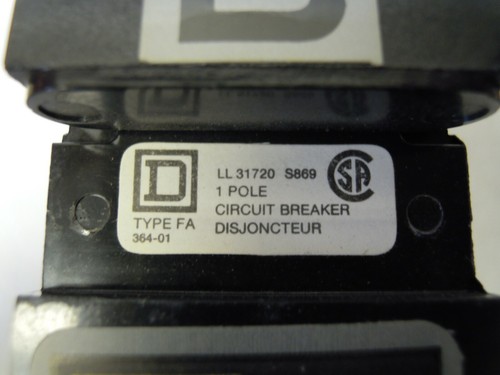 D
LL 31720 S869
1 POLE
CIRCUIT BREAKER
DISJONCTEUR
TYPE FA
364-01
SA